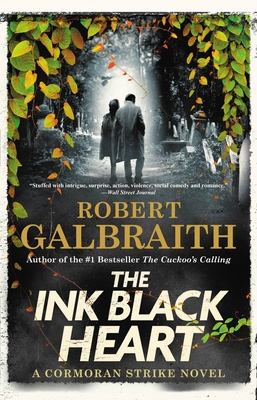 "Stuffed with intrigue, surprise, action, violence, social comedy and romance."
—Wall Street Journal
ROBERT
GALBRAITH
Author of the #1 Bestseller The Cuckoo's Calling
THE
INK BLACK
HEART
A CORMORAN STRIKE NOVEL